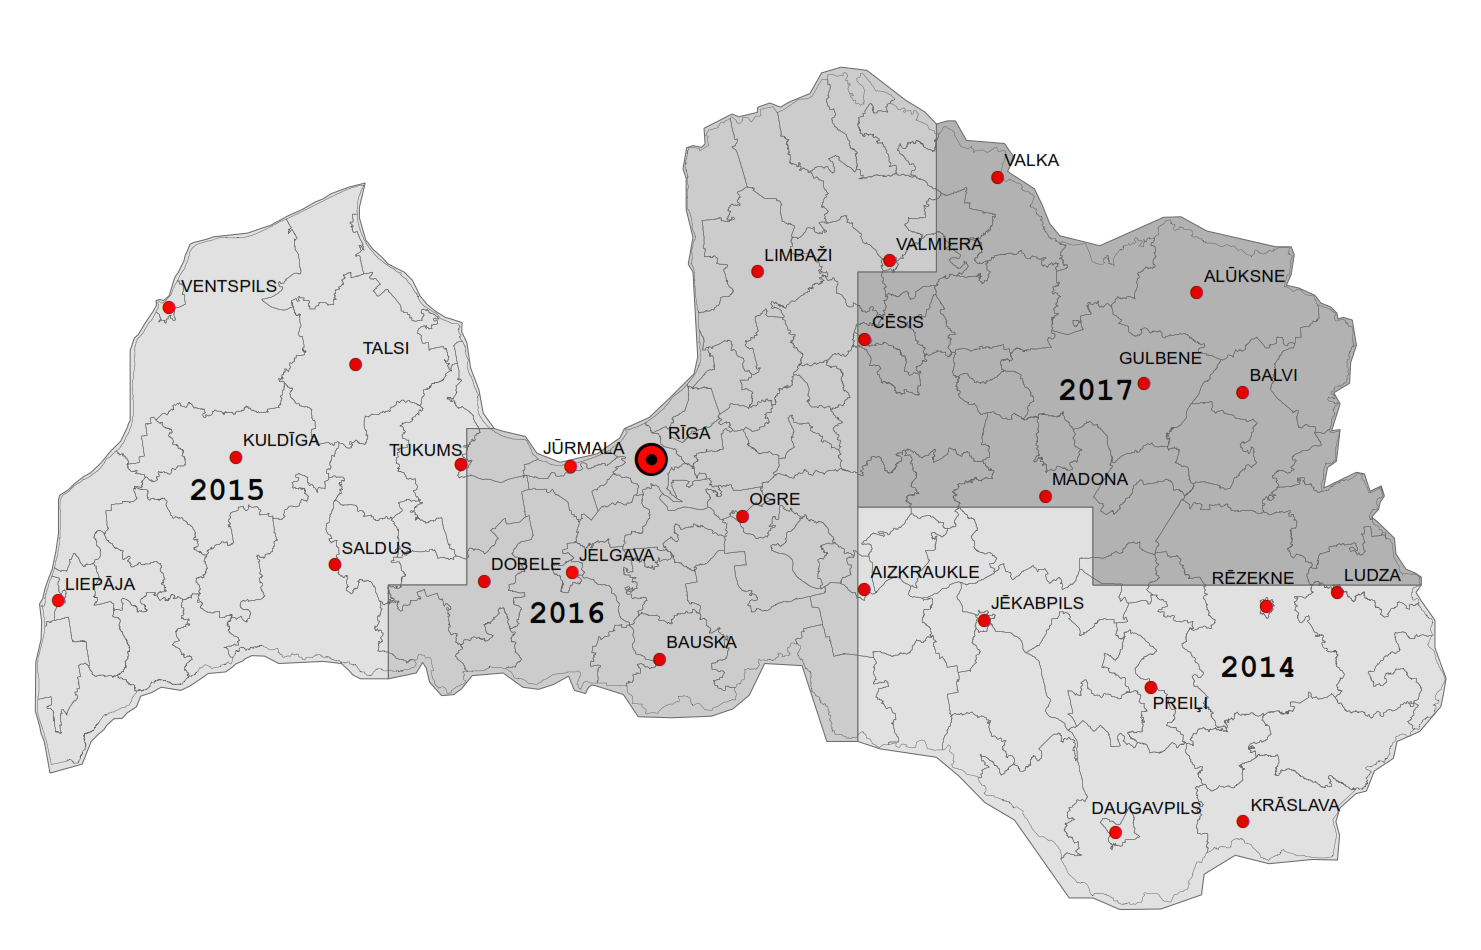 VALKA
VALMIERA
LIMBAŽI
ALŪKSNE
VENTSPILS
CĒSIS
TALSI
GULBENE
BALVI
2017
KULDĪGA
RĪGA
TUKUMS
JŪRMALA
MADONA
2015
OGRE
SALDUS
JELGAVA
DOBELE
AIZKRAUKLE
RĒZEKNE
LUDZA
LIEPĀJA
JĒKABPILS
2016
BAUSKA
2014
PREIĻI
DAUGAVPILS
KRĀSLAVA